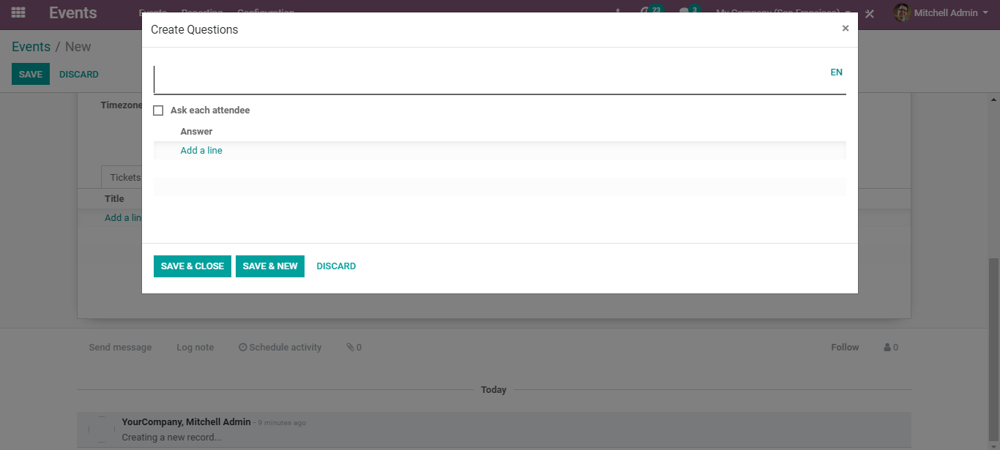 Events Events Reporting Configuration 23 3 My Company (San Francisco) Mitchell Admin
Create Questions ×
Events / New
SAVE DISCARD
EN
Timezone
Ask each attendee
Answer
Add a line
Tickets
Title
Add a lin
SAVE & CLOSE SAVE & NEW DISCARD
Send message Log note Schedule activity 0 Follow 0
Today
YourCompany, Mitchell Admin - 9 minutes ago
Creating a new record...